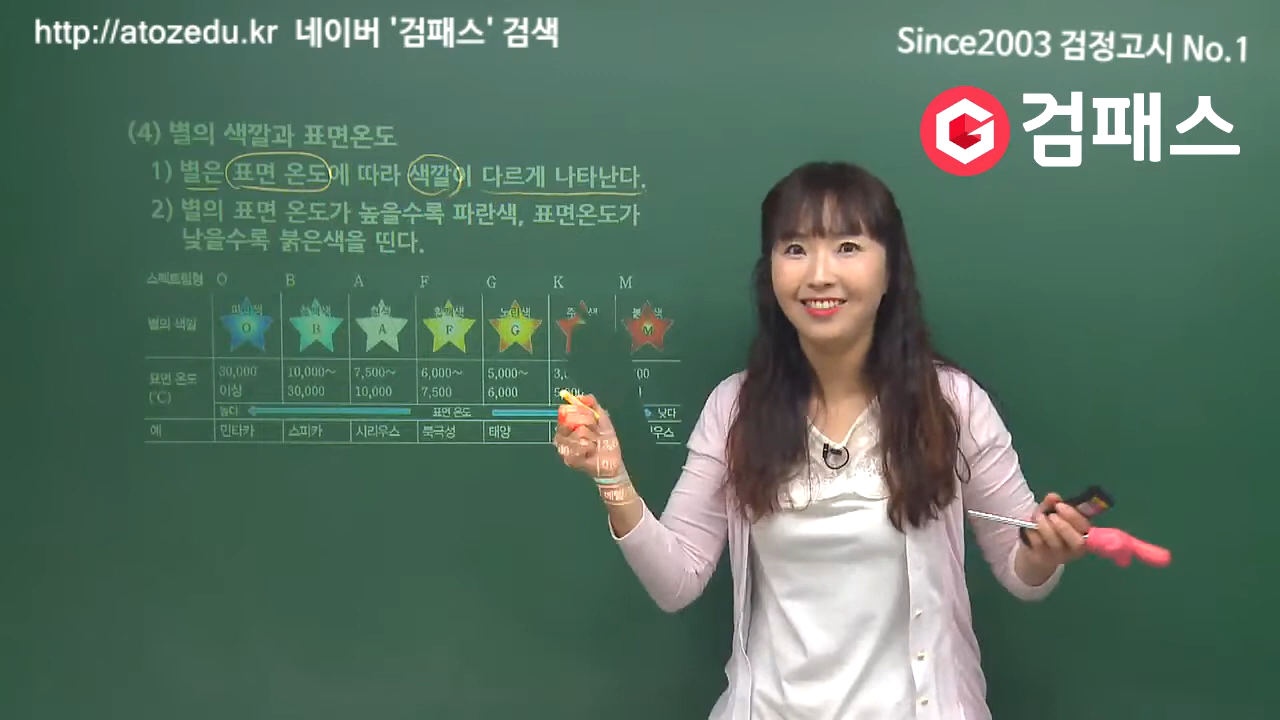 http://atozedu.kr 네이버 '검패스' 검색
Since2003 검정고시 No.1
검패스
(4) 별의 색깔과 표면온도
1) 별은 표면 온도에 따라 색깔이 다르게 나타난다.
2) 별의 표면 온도가 높을수록 파란색, 표면온도가
낮을수록 붉은색을 띤다.
스펙트럼형 O B A F G K M
별의 색깔
O B A F G M
표면 온도 (℃)
30,000 이상
10,000~ 30,000
7,500~ 10,000
6,000~ 7,500
5,000~ 6,000
높다 표면 온도 낮다
예 민타카 스피카 시리우스 북극성 태양